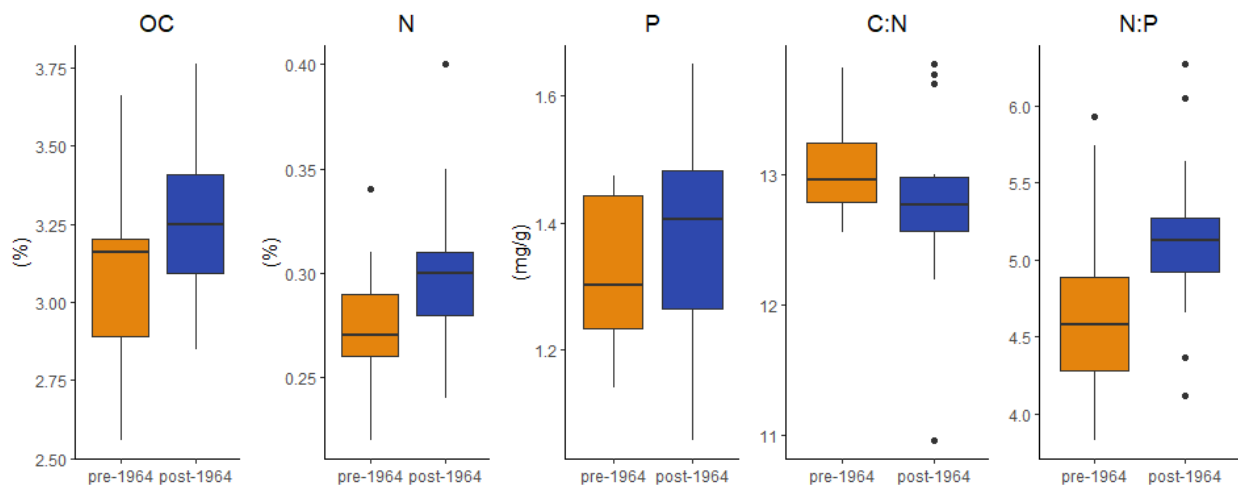 OC
(%)
3.75
3.50
3.25
3.00
2.75
2.50
pre-1964 post-1964
N
(%)
0.40
0.35
0.30
0.25
pre-1964 post-1964
P
(mg/g)
1.6
1.4
1.2
pre-1964 post-1964
C:N
13
12
11
pre-1964 post-1964
N:P
6.0
5.5
5.0
4.5
4.0
pre-1964 post-1964